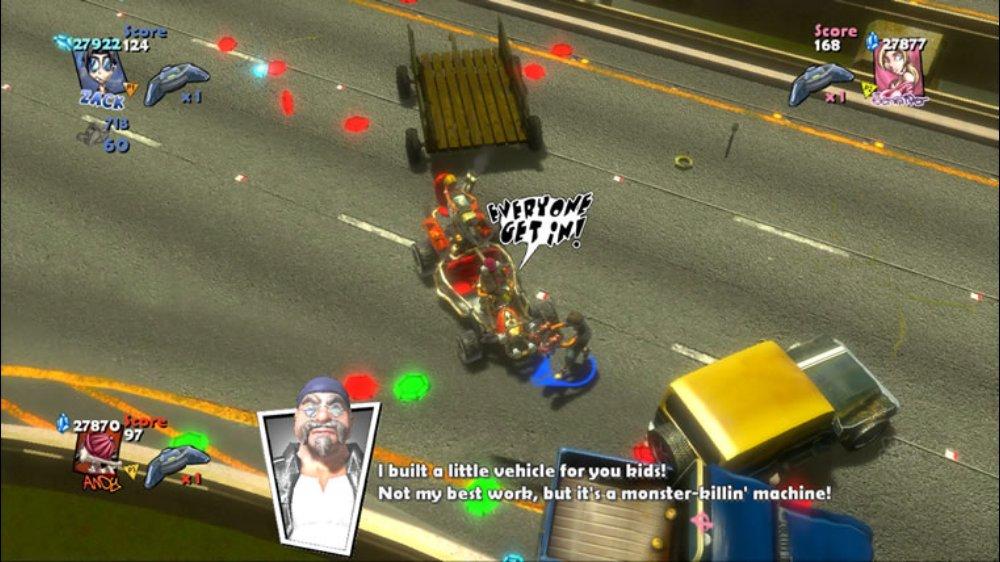 Score
27922 124
ZACK
x1
713
60
Score
168 27877
x1
EVERYONE
GET IN!
27870 Score
97
ANDY
x1
I built a little vehicle for you kids!
Not my best work, but it's a monster-killin' machine!